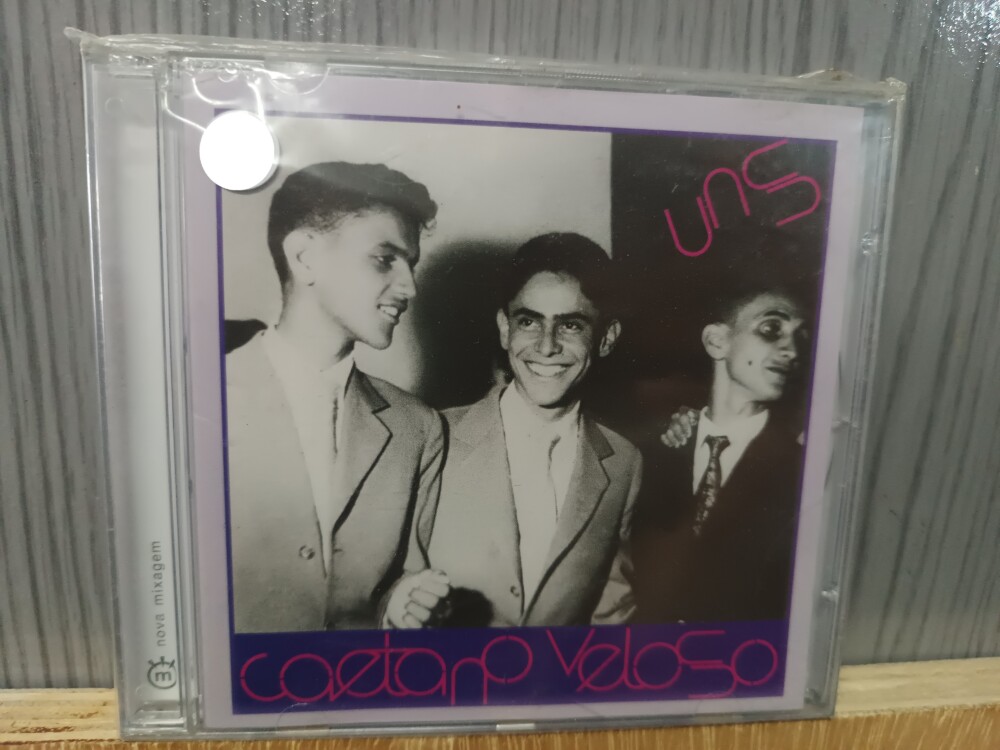 uns
caetano veloso
nova mixagem
m